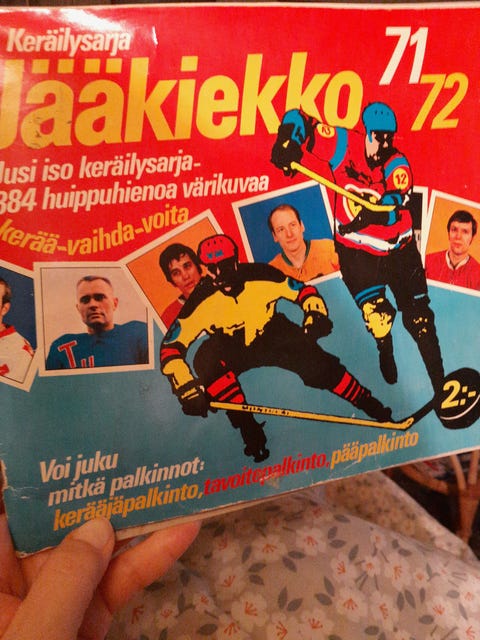 Keräilysarja
Jääkiekko 71
72
Uusi iso keräilysarja-
384 huippuhienoa värikuvaa
kerää-vaihda-voita
12
T
2:-
Voi juku
mitkä palkinnot:
kerääjäpalkinto, tavoitepalkinto, pääpalkinto